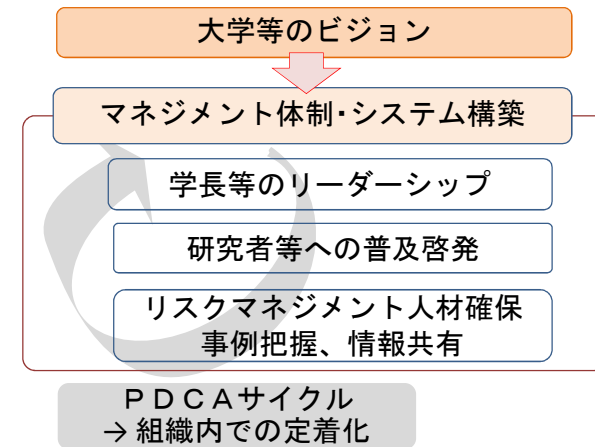 大学等のビジョン
マネジメント体制･システム構築
学長等のリーダーシップ
研究者等への普及啓発
リスクマネジメント人材確保
事例把握、情報共有
ＰＤＣＡサイクル
→組織内での定着化